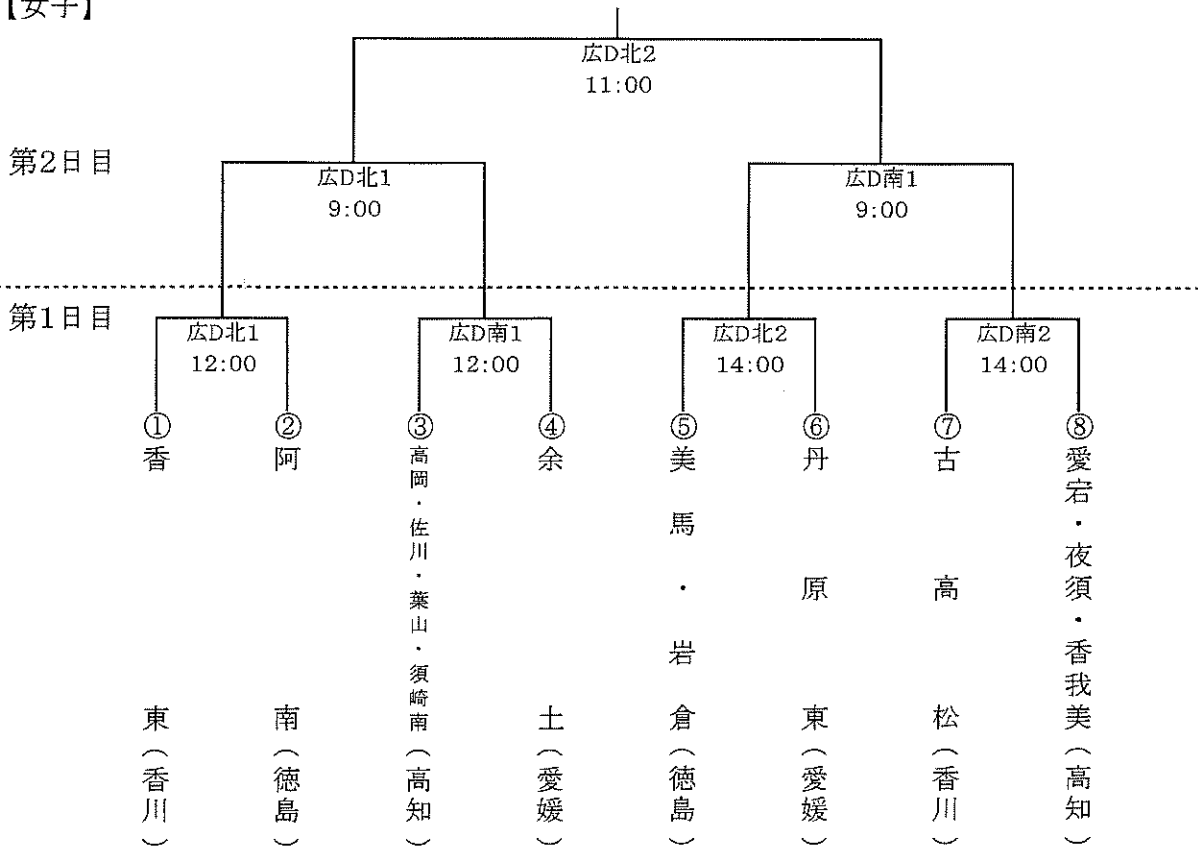 【女子】
広D北2
11:00
第2日目
広D北1
9:00
広D南1
9:00
第1日目
広D北1
12:00
広D南1
12:00
広D北2
14:00
広D南2
14:00
①
香東(香川)
②
阿南(徳島)
③
高岡・佐川・葉山・須崎南(高知)
④
余土(愛媛)
⑤
美馬・岩倉(徳島)
⑥
丹原東(愛媛)
⑦
古高松(香川)
⑧
愛宕・夜須・香我美(高知)